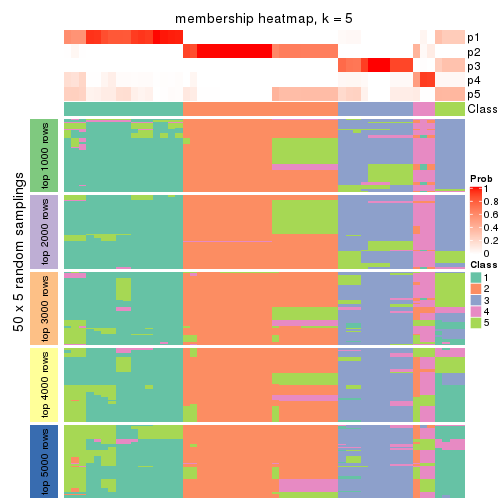 membership heatmap, k = 5
p1
p2
p3
p4
p5
Class
50 x 5 random samplings
top 1000 rows
top 2000 rows
top 3000 rows
top 4000 rows
top 5000 rows
Prob
1
0.8
0.6
0.4
0.2
0
Class
1
2
3
4
5